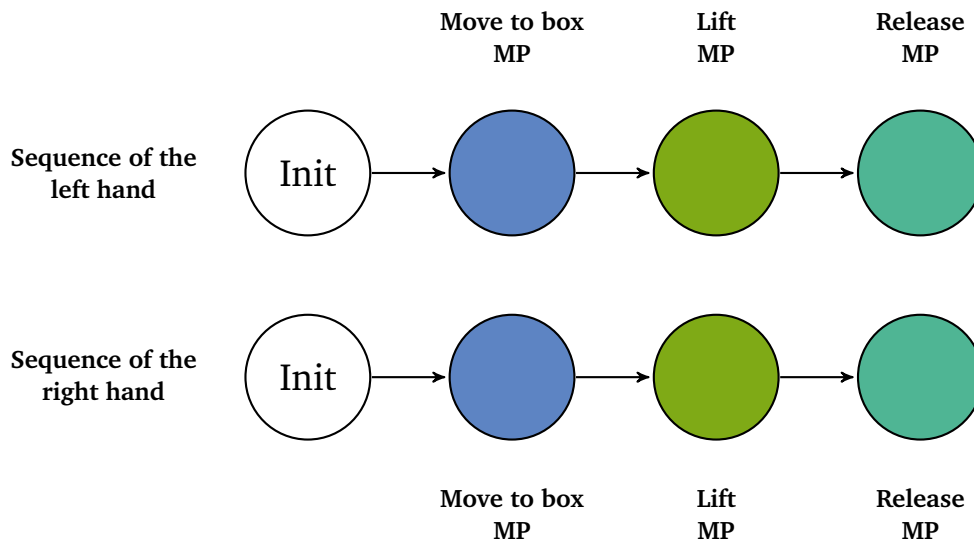 Move to box
MP
Lift
MP
Release
MP
Sequence of the
left hand
Init
Sequence of the
right hand
Init
Move to box
MP
Lift
MP
Release
MP